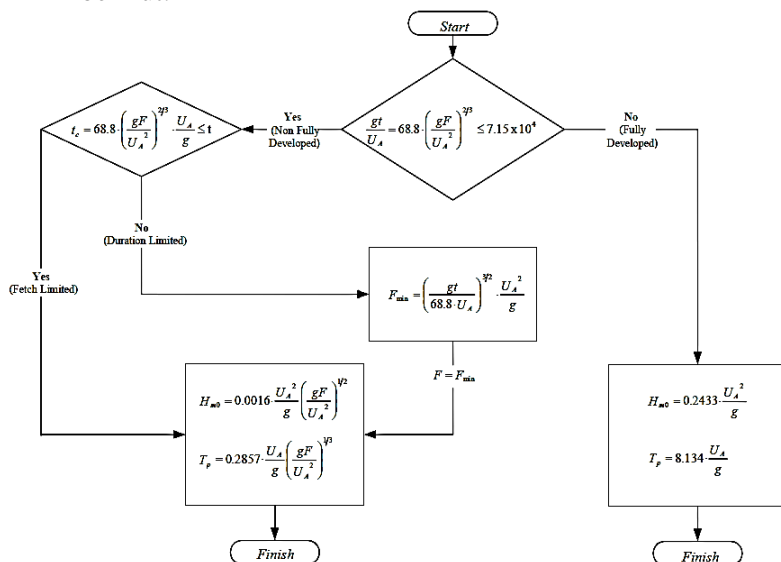 Start
Yes
(Non Fully
Developed)
No
(Fully
Developed)
t_c = 68.8 · (gF / U_A²)^{2/3} · U_A / g ≤ t
gt / U_A = 68.8 · (gF / U_A²)^{2/3} ≤ 7.15 x 10⁴
No
(Duration Limited)
Yes
(Fetch Limited)
F_min = (gt / 68.8 · U_A)^{3/2} · U_A² / g
F = F_min
H_m0 = 0.0016 · U_A² / g (gF / U_A²)^{1/2}
T_p = 0.2857 · U_A / g (gF / U_A²)^{1/3}
H_m0 = 0.2433 · U_A² / g
T_p = 8.134 · U_A / g
Finish
Finish